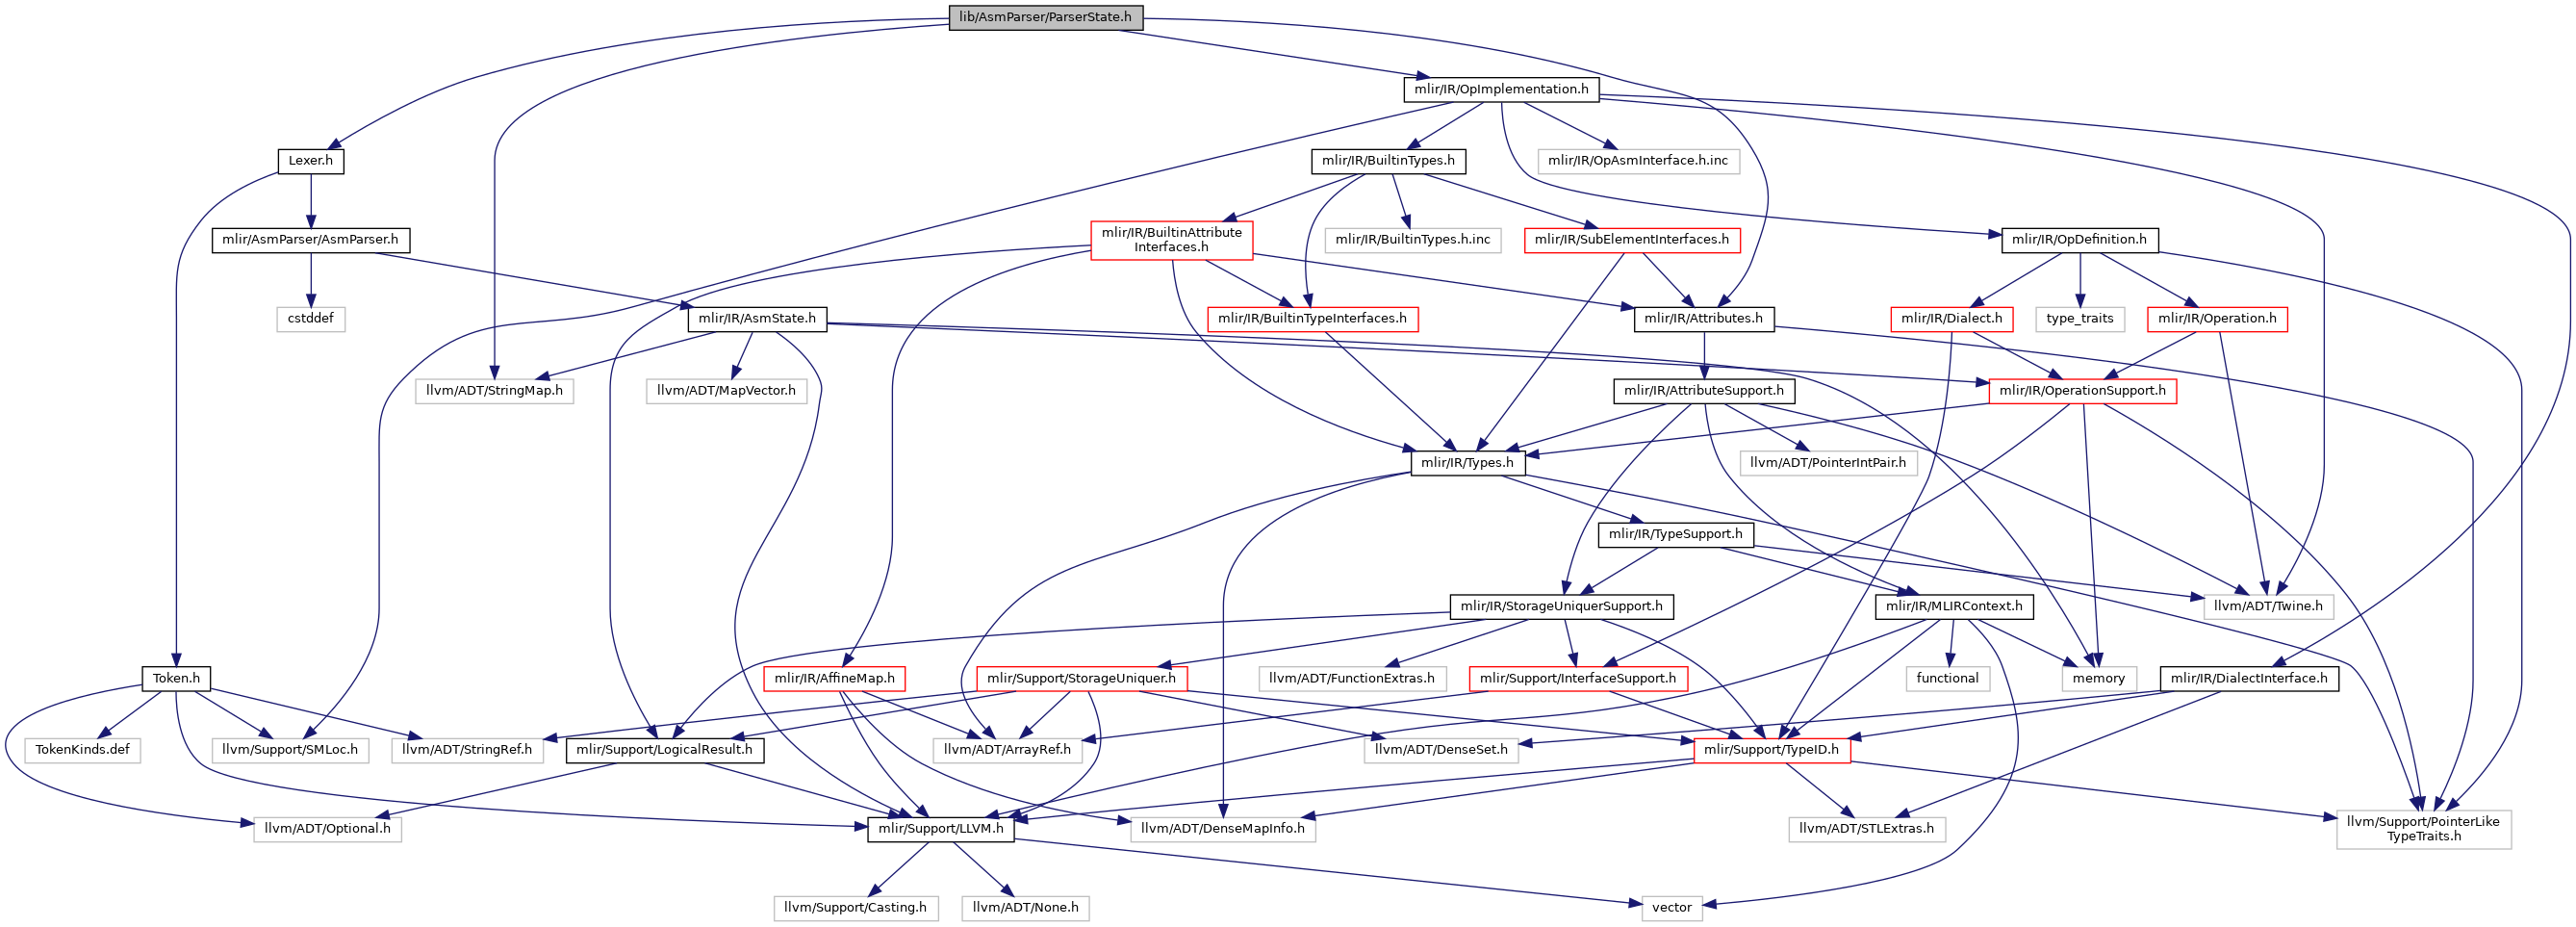 lib/AsmParser/ParserState.h
mlir/IR/OpImplementation.h
Lexer.h
mlir/IR/BuiltinTypes.h
mlir/IR/OpAsmInterface.h.inc
mlir/AsmParser/AsmParser.h
mlir/IR/BuiltinAttribute
Interfaces.h
mlir/IR/BuiltinTypes.h.inc
mlir/IR/SubElementInterfaces.h
mlir/IR/OpDefinition.h
cstddef
mlir/IR/AsmState.h
mlir/IR/BuiltinTypeInterfaces.h
mlir/IR/Attributes.h
mlir/IR/Dialect.h
type_traits
mlir/IR/Operation.h
llvm/ADT/StringMap.h
llvm/ADT/MapVector.h
mlir/IR/AttributeSupport.h
mlir/IR/OperationSupport.h
mlir/IR/Types.h
llvm/ADT/PointerIntPair.h
mlir/IR/TypeSupport.h
mlir/IR/StorageUniquerSupport.h
mlir/IR/MLIRContext.h
llvm/ADT/Twine.h
Token.h
mlir/IR/AffineMap.h
mlir/Support/StorageUniquer.h
llvm/ADT/FunctionExtras.h
mlir/Support/InterfaceSupport.h
functional
memory
mlir/IR/DialectInterface.h
TokenKinds.def
llvm/Support/SMLoc.h
llvm/ADT/StringRef.h
mlir/Support/LogicalResult.h
llvm/ADT/ArrayRef.h
llvm/ADT/DenseSet.h
mlir/Support/TypeID.h
llvm/ADT/Optional.h
mlir/Support/LLVM.h
llvm/ADT/DenseMapInfo.h
llvm/ADT/STLExtras.h
llvm/Support/PointerLike
TypeTraits.h
llvm/Support/Casting.h
llvm/ADT/None.h
vector